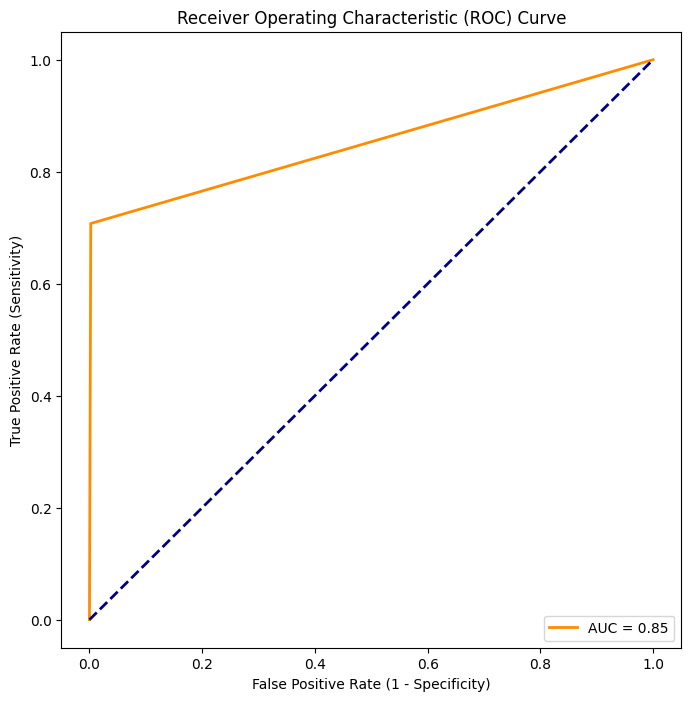 Receiver Operating Characteristic (ROC) Curve
True Positive Rate (Sensitivity)
1.0
0.8
0.6
0.4
0.2
0.0
0.0 0.2 0.4 0.6 0.8 1.0
False Positive Rate (1 - Specificity)
AUC = 0.85